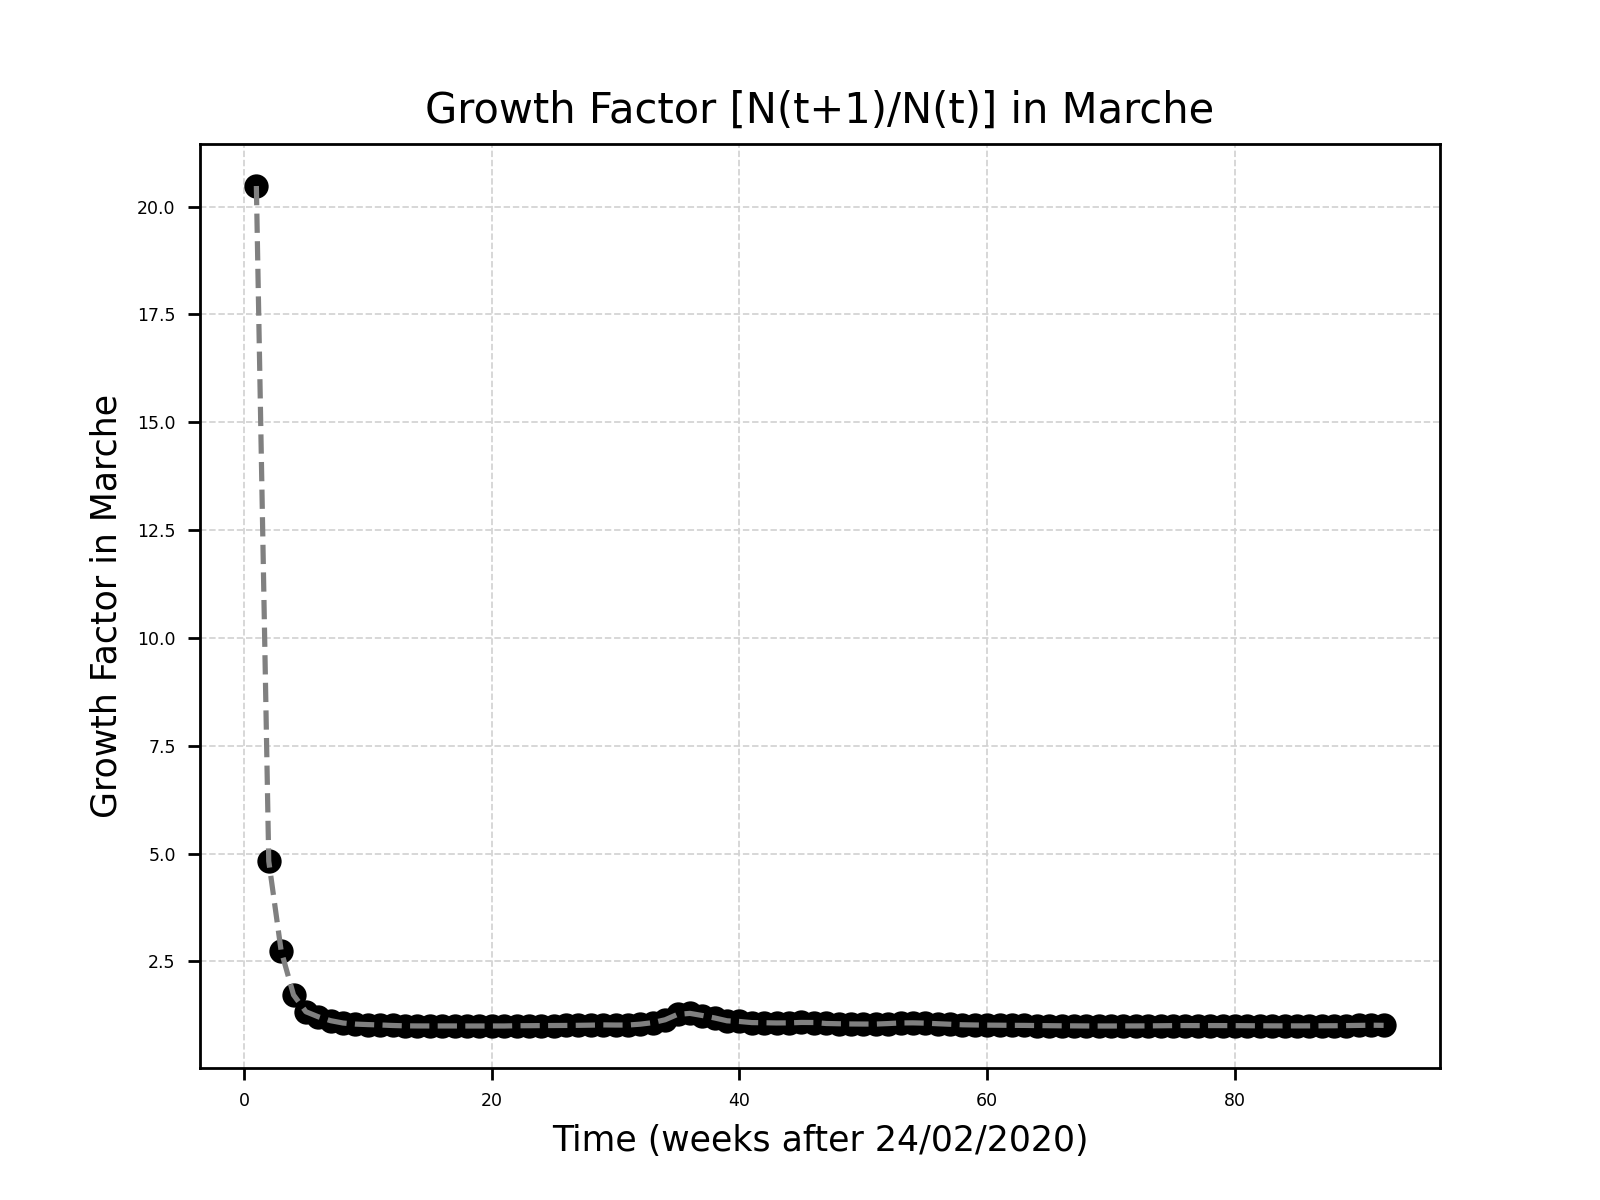 Growth Factor [N(t+1)/N(t)] in Marche
Growth Factor in Marche
20.0
17.5
15.0
12.5
10.0
7.5
5.0
2.5
0 20 40 60 80
Time (weeks after 24/02/2020)